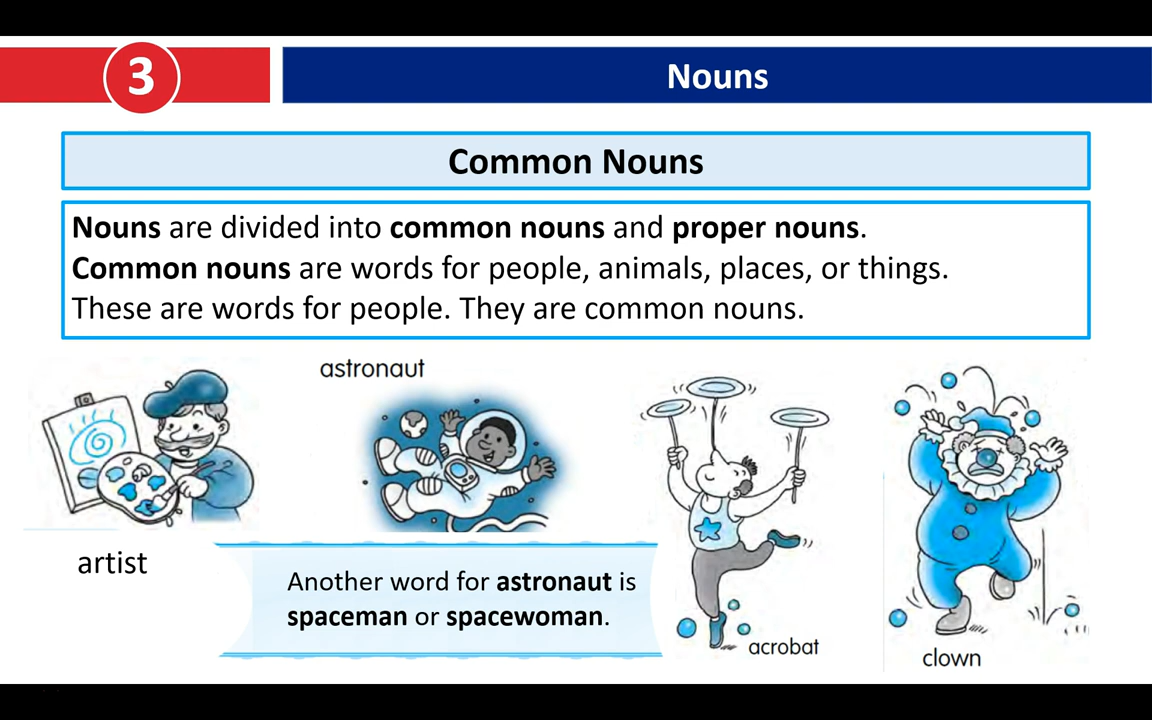 3
Nouns
Common Nouns
Nouns are divided into common nouns and proper nouns.
Common nouns are words for people, animals, places, or things.
These are words for people. They are common nouns.
astronaut
artist
Another word for astronaut is
spaceman or spacewoman.
acrobat
clown